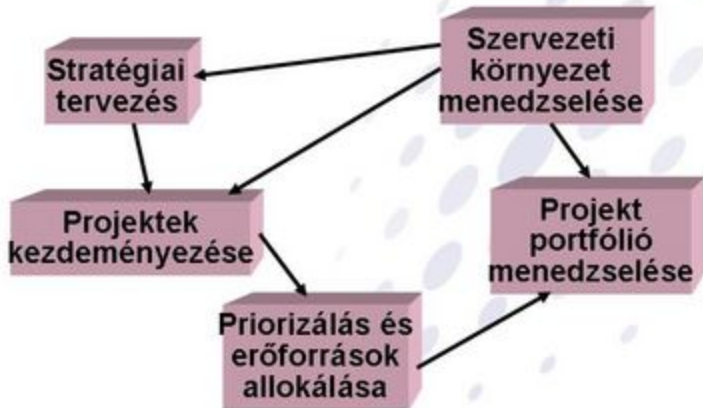 Stratégiai
tervezés
Szervezeti
környezet
menedzselése
Projektek
kezdeményezése
Projekt
portfólió
menedzselése
Priorizálás és
erőforrások
allokálása